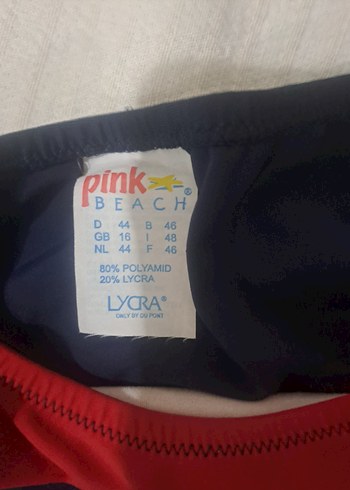 pink
BEACH®
D 44 B 46
GB 16 I 48
NL 44 F 46
80% POLYAMID
20% LYCRA
LYCRA®
ONLY BY DU PONT